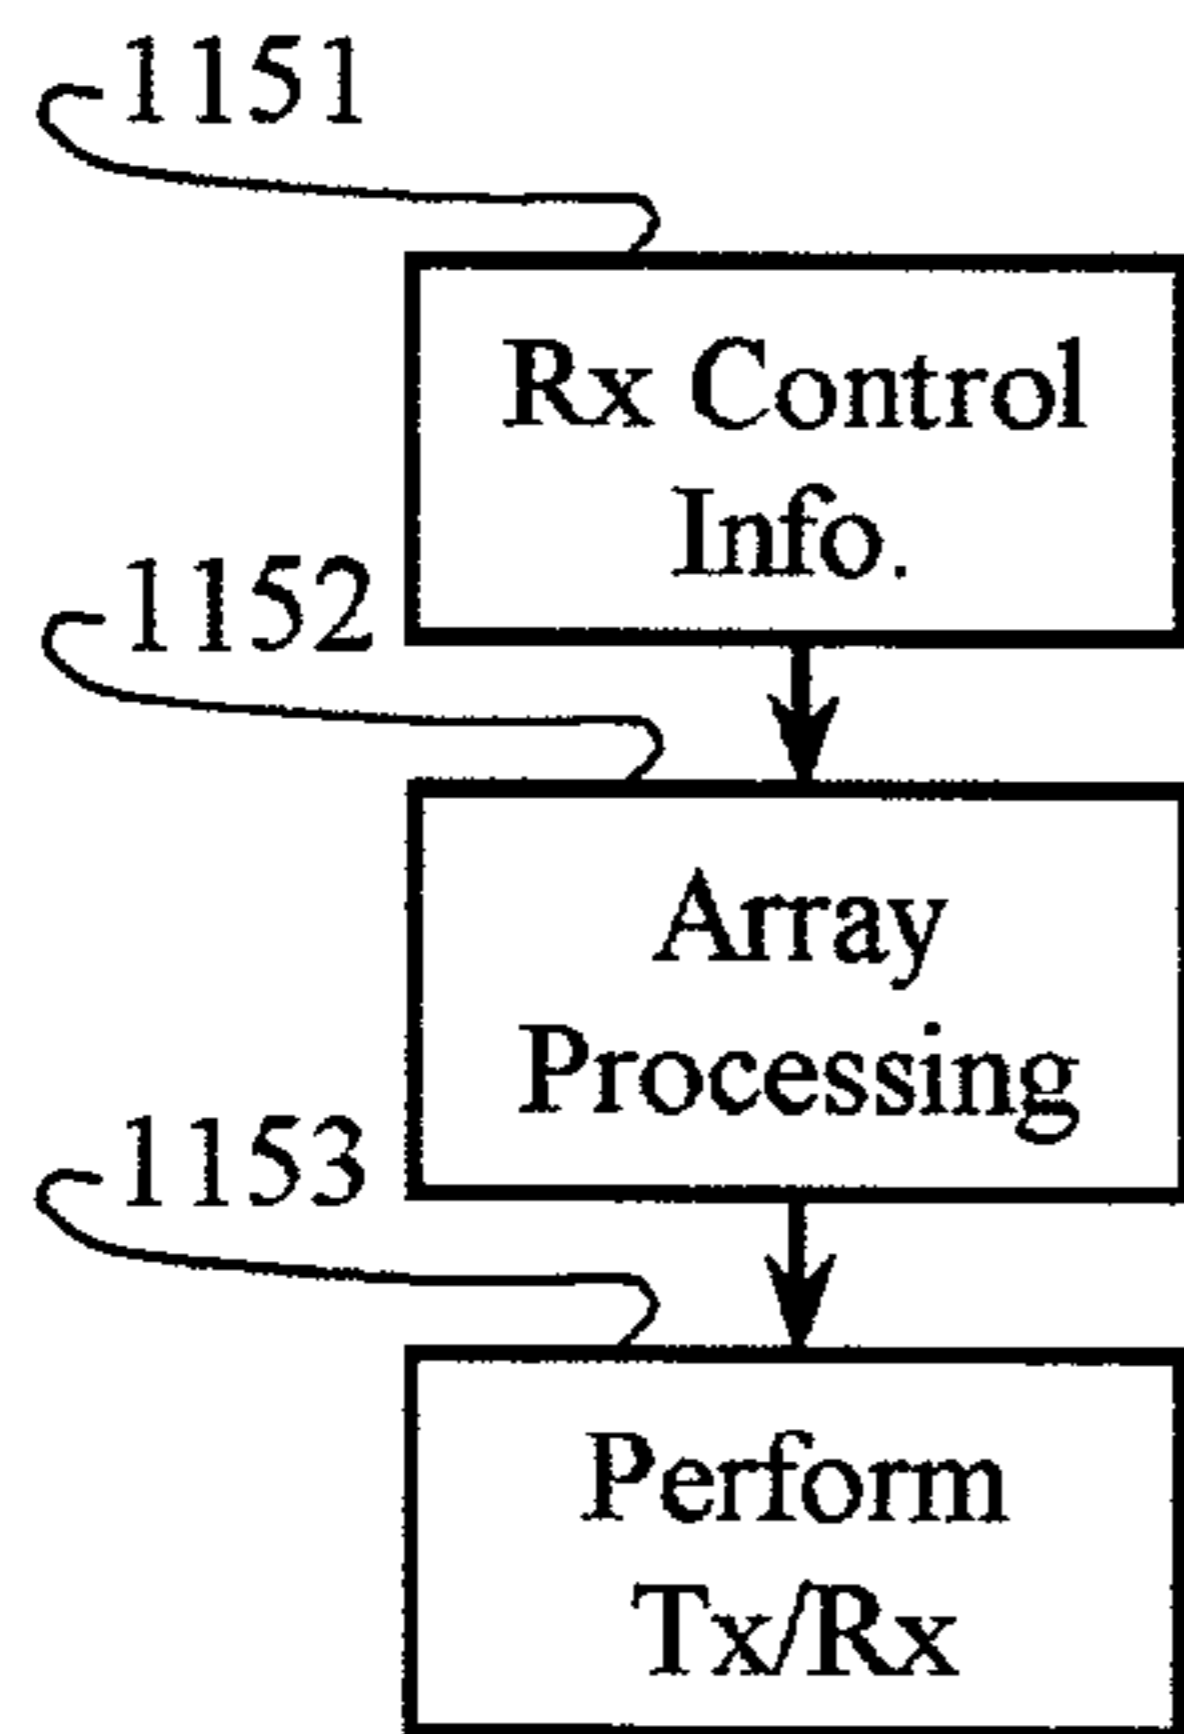 1151
Rx Control
Info.
1152
Array
Processing
1153
Perform
Tx/Rx